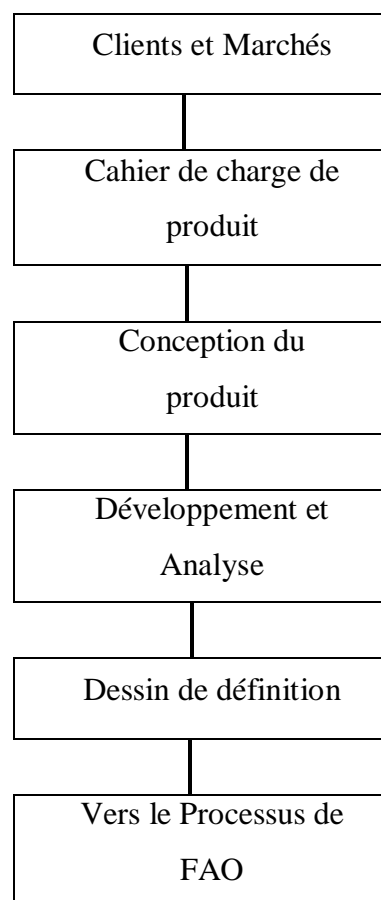 Clients et Marchés
Cahier de charge de
produit
Conception du
produit
Développement et
Analyse
Dessin de définition
Vers le Processus de
FAO